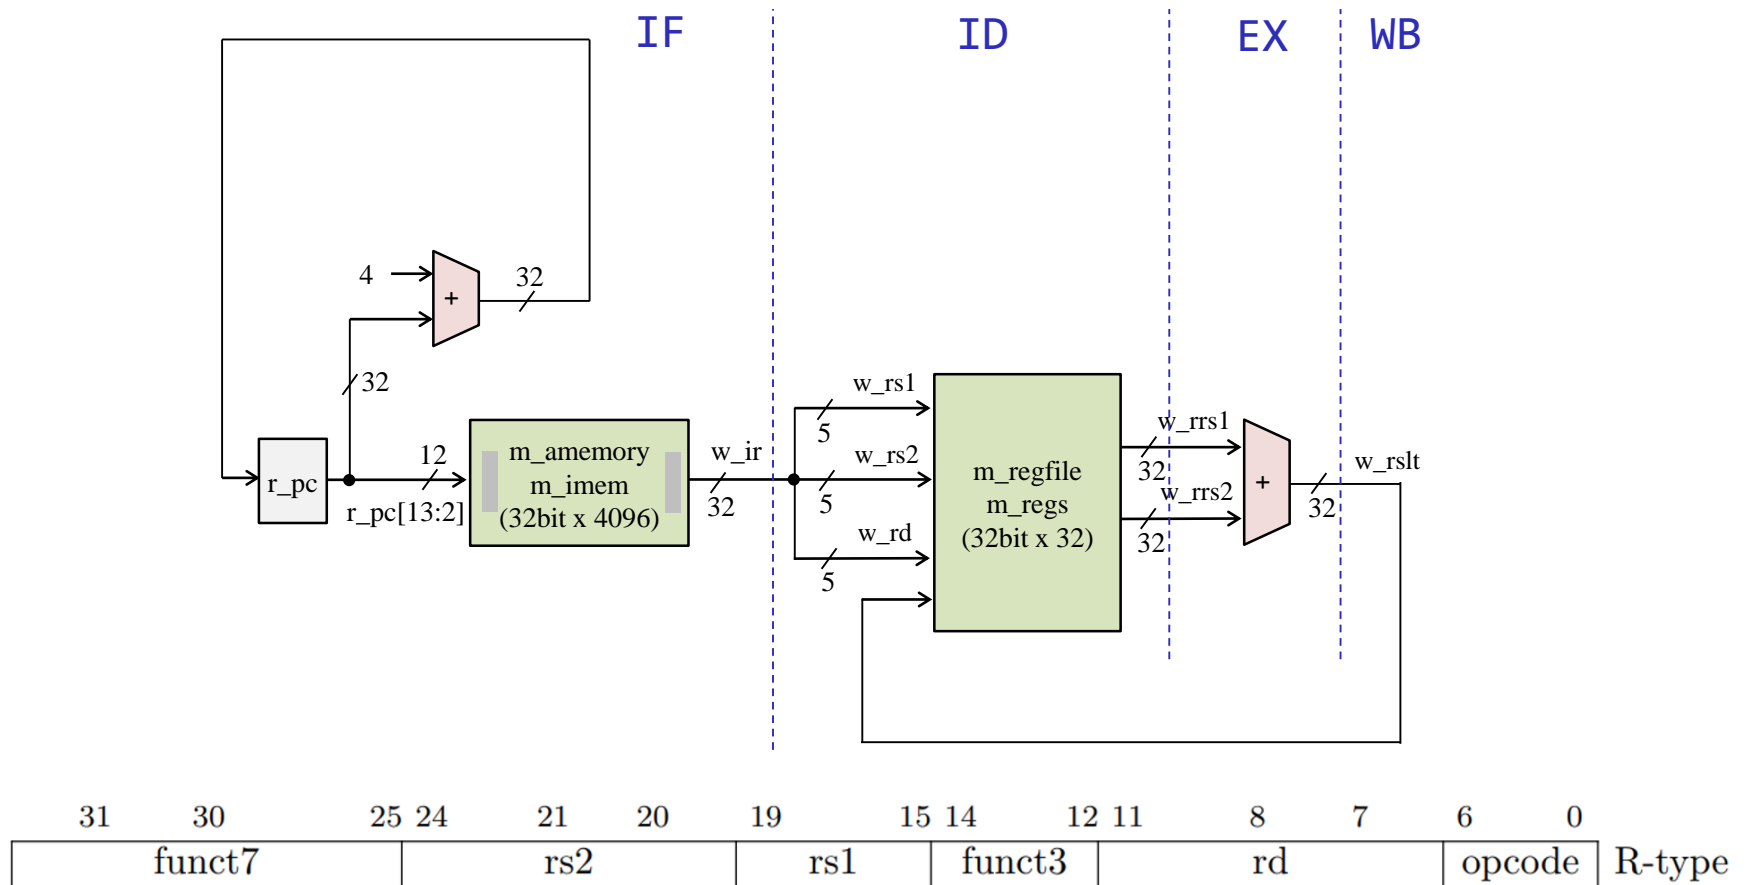 IF
ID
EX
WB
4
+
32
32
r_pc
12
r_pc[13:2]
m_amemory
m_imem
(32bit x 4096)
w_ir
32
w_rs1
5
w_rs2
5
w_rd
5
m_regfile
m_regs
(32bit x 32)
w_rrs1
32
w_rrs2
32
+
32
w_rslt
31 30 25 24 21 20 19 15 14 12 11 8 7 6 0
funct7 rs2 rs1 funct3 rd opcode R-type